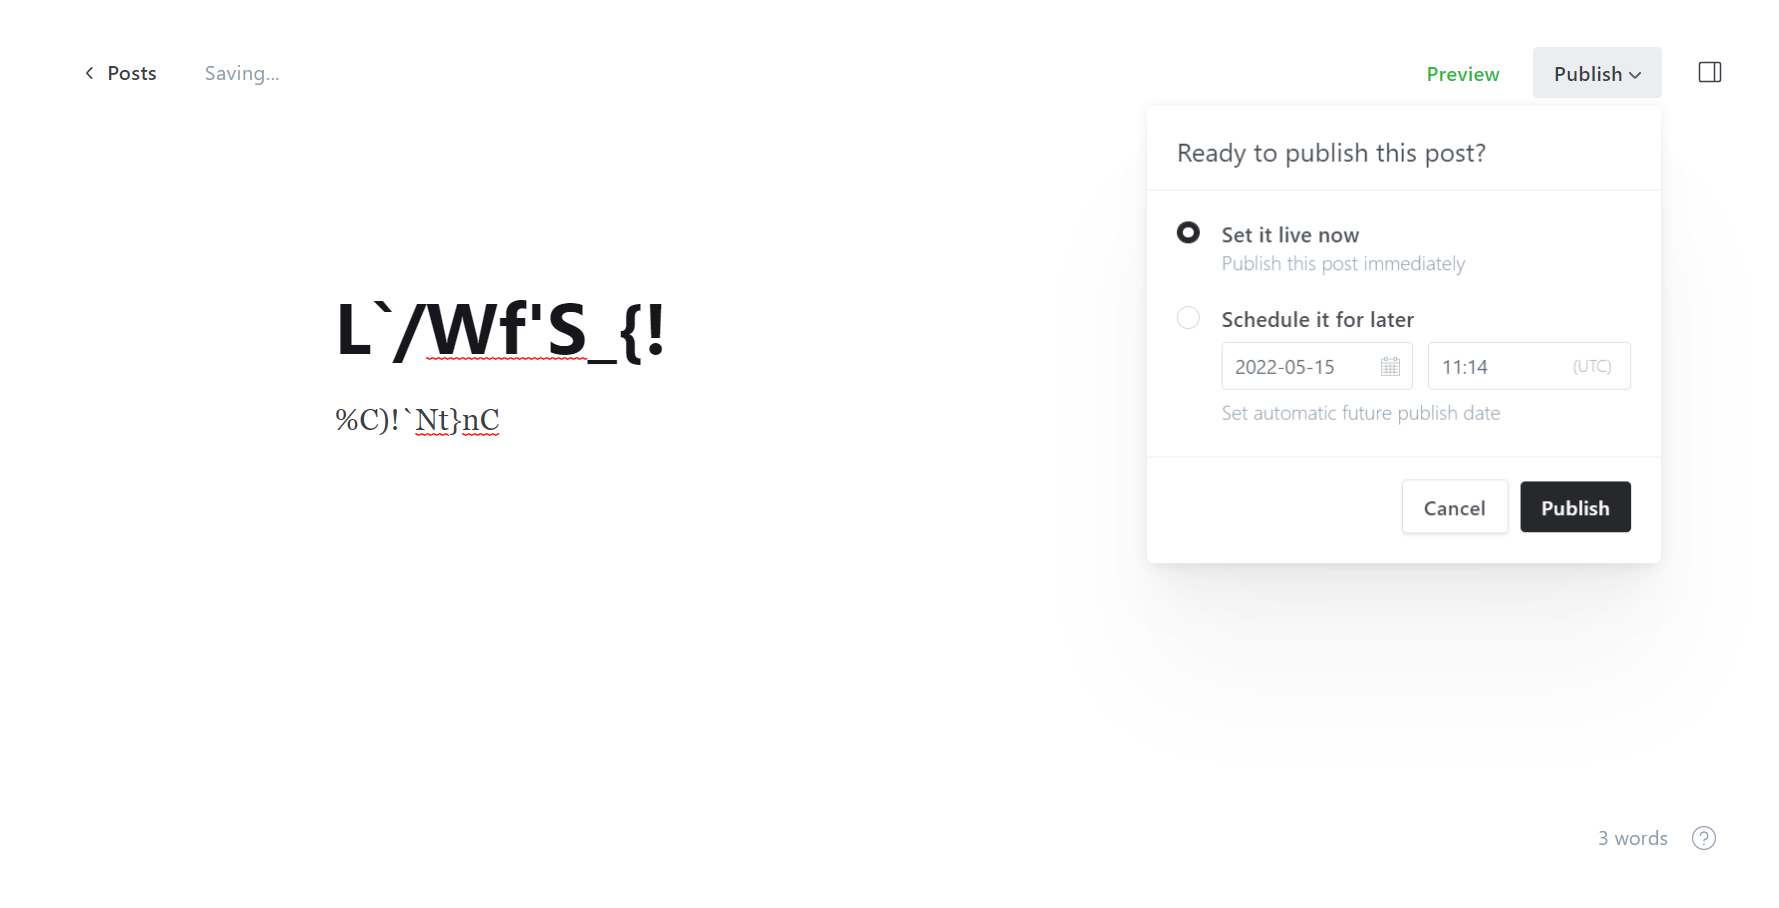 Posts
Saving...
Preview
Publish
Ready to publish this post?
Set it live now
Publish this post immediately
Schedule it for later
2022-05-15
11:14 (UTC)
Set automatic future publish date
Cancel
Publish
L`/Wf'S_{!
%C)!`Nt}nC
3 words
?